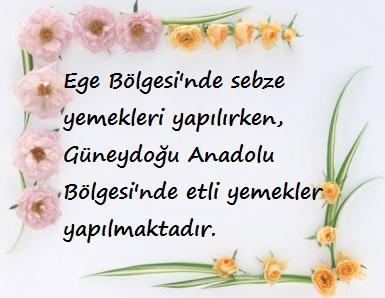 Ege Bölgesi'nde sebze
yemekleri yapılırken,
Güneydoğu Anadolu
Bölgesi'nde etli yemekler
yapılmaktadır.